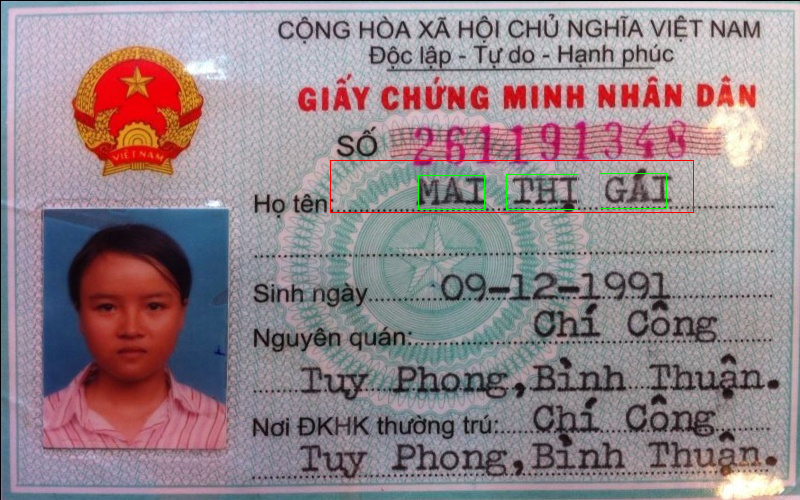 CỘNG HÒA XÃ HỘI CHỦ NGHĨA VIỆT NAM
Độc lập - Tự do - Hạnh phúc
GIẤY CHỨNG MINH NHÂN DÂN
SỐ 261191348
VIỆT NAM
Họ tên: MAI THỊ GÁI
Sinh ngày 09-12-1991
Nguyên quán: Chí Công
Tuy Phong, Bình Thuận.
Nơi ĐKHK thường trú: Chí Công
Tuy Phong, Bình Thuận.